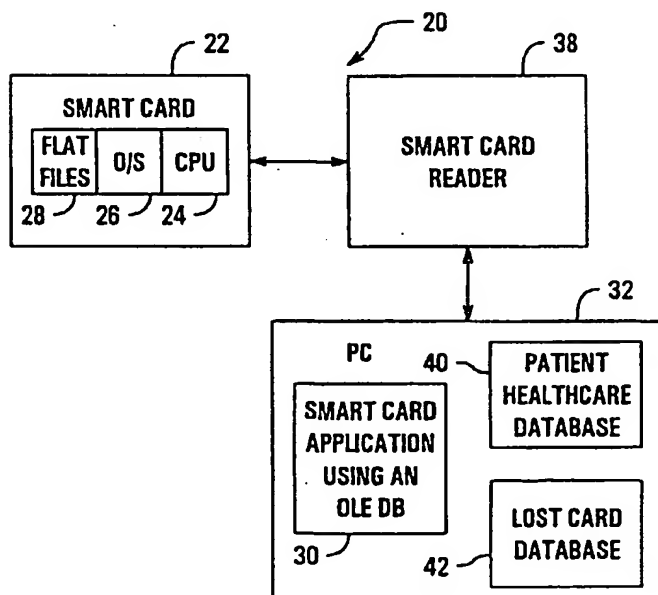 20
22
38
SMART CARD
FLAT
FILES
O/S
CPU
28
26
24
SMART CARD
READER
32
PC
40
PATIENT
HEALTHCARE
DATABASE
SMART CARD
APPLICATION
USING AN
OLE DB
30
LOST CARD
DATABASE
42